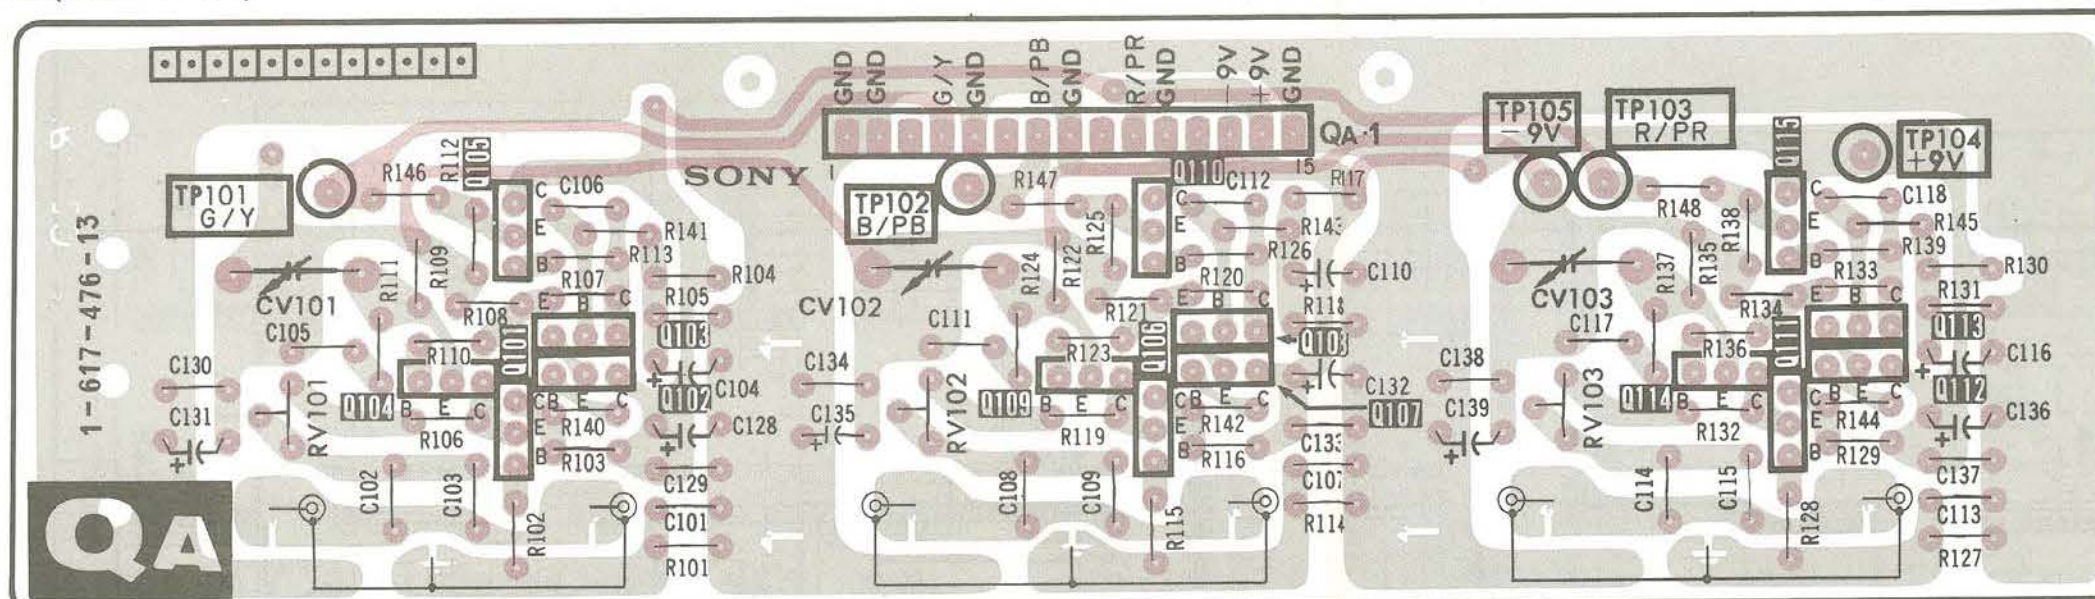 GND
GND
G/Y
GND
B/PB
GND
R/PR
GND
-9V
+9V
GND
QA-1
1
15
SONY
TP101
G/Y
TP102
B/PB
TP105
-9V
TP103
R/PR
TP104
+9V
1-617-476-13
QA
R146
R112
Q105
C
E
B
C106
R141
R113
R107
E B C
R104
R105
R111
R109
CV101
R108
Q101
Q103
C105
R110
C104
C130
Q104
B E C
Q102
C
E
B
C131
RV101
R106
R140
C128
R103
C102
C103
C129
R102
C101
R101
R147
R125
Q110
C
E
B
C112
R117
R143
R126
R124
R122
R120
E B C
C110
CV102
R121
Q106
R118
Q108
C111
R123
C134
Q109
B E C
C
E
B
B E C
C132
Q107
C135
RV102
R119
R142
C133
R116
C108
C109
C107
R115
R114
R148
R138
Q115
C
E
B
C118
R145
R139
R137
R135
R133
E B C
R130
CV103
R134
Q111
R131
Q113
C117
R136
C116
C138
Q114
B E C
C
E
B
Q112
C139
RV103
R132
R144
C136
R129
C114
C115
C137
R128
C113
R127